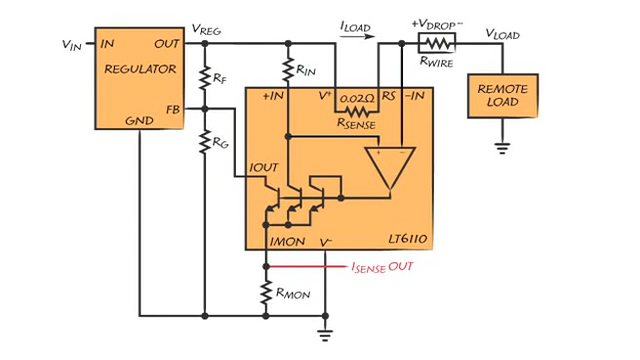 VREG
ILOAD
+VDROP−
VLOAD
VIN
IN
OUT
REGULATOR
RF
RIN
RWIRE
+IN
V+
0.02Ω
RS
−IN
REMOTE
LOAD
FB
RSENSE
GND
RG
+
−
IOUT
IMON
V−
LT6110
ISENSE OUT
RMON